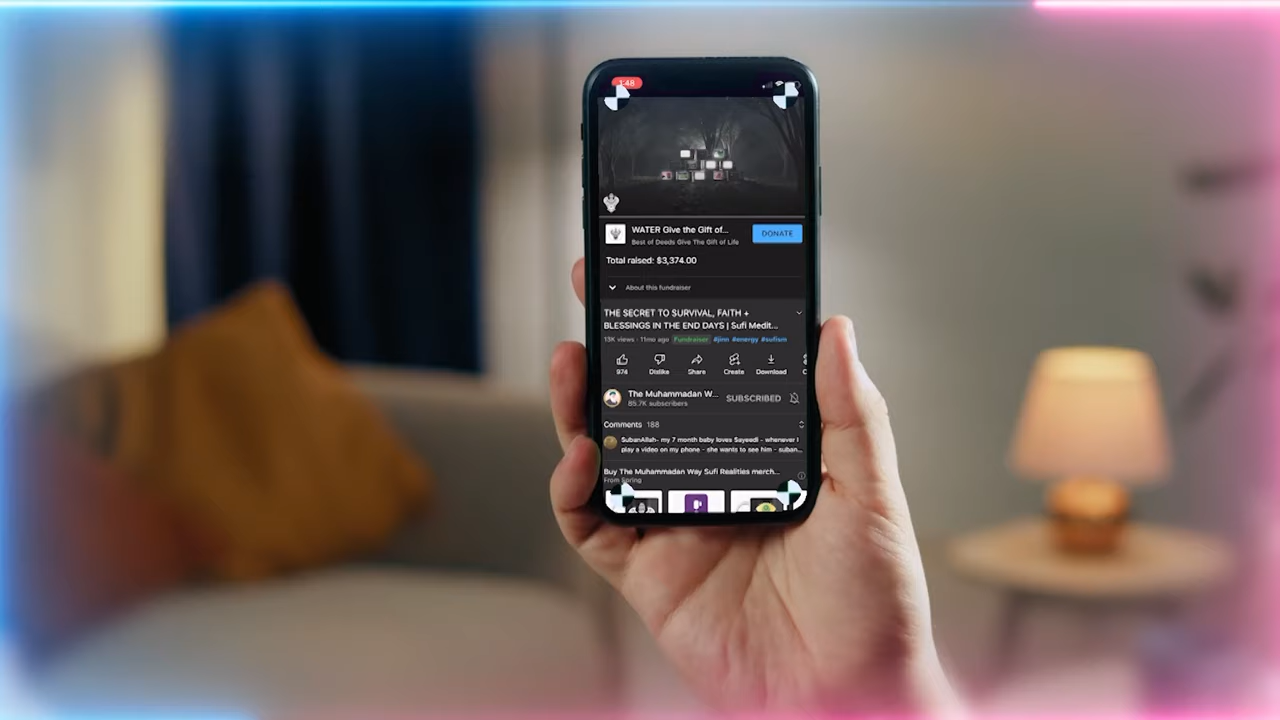 1:48
WATER Give the Gift of...
Best of Deeds Give The Gift of Life
DONATE
Total raised: $3,374.00
About this fundraiser
THE SECRET TO SURVIVAL, FAITH +
BLESSINGS IN THE END DAYS | Sufi Medit...
13K views · 11mo ago Fundraiser #jinn #energy #sufism
974 Dislike Share Create Download
The Muhammadan W...
85.7K subscribers
SUBSCRIBED
Comments 188
SubanAllah- my 7 month baby loves Sayeedi - whenever I
play a video on my phone - she wants to see him - suban...
Buy The Muhammadan Way Sufi Realities merch...
From Spring